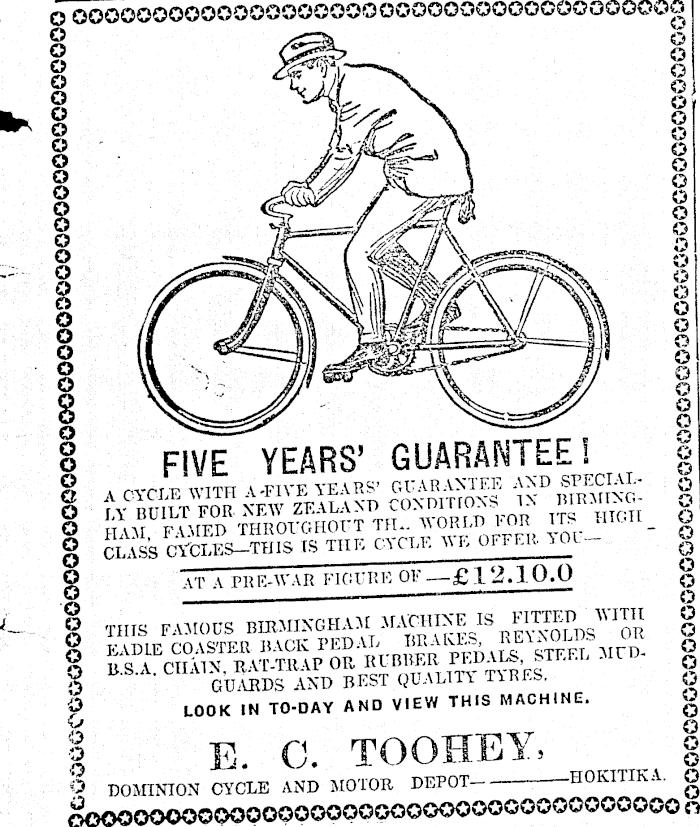 FIVE YEARS' GUARANTEE!
A CYCLE WITH A FIVE YEARS' GUARANTEE AND SPECIAL-
LY BUILT FOR NEW ZEALAND CONDITIONS IN BIRMING-
HAM, FAMED THROUGHOUT TH.. WORLD FOR ITS HIGH
CLASS CYCLES—THIS IS THE CYCLE WE OFFER YOU—
AT A PRE-WAR FIGURE OF —£12.10.0
THIS FAMOUS BIRMINGHAM MACHINE IS FITTED WITH
EADIE COASTER BACK PEDAL BRAKES, REYNOLDS OR
B.S.A. CHAIN, RAT-TRAP OR RUBBER PEDALS, STEEL MUD-
GUARDS AND BEST QUALITY TYRES.
LOOK IN TO-DAY AND VIEW THIS MACHINE.
E. C. TOOHEY,
DOMINION CYCLE AND MOTOR DEPOT— ———HOKITIKA.